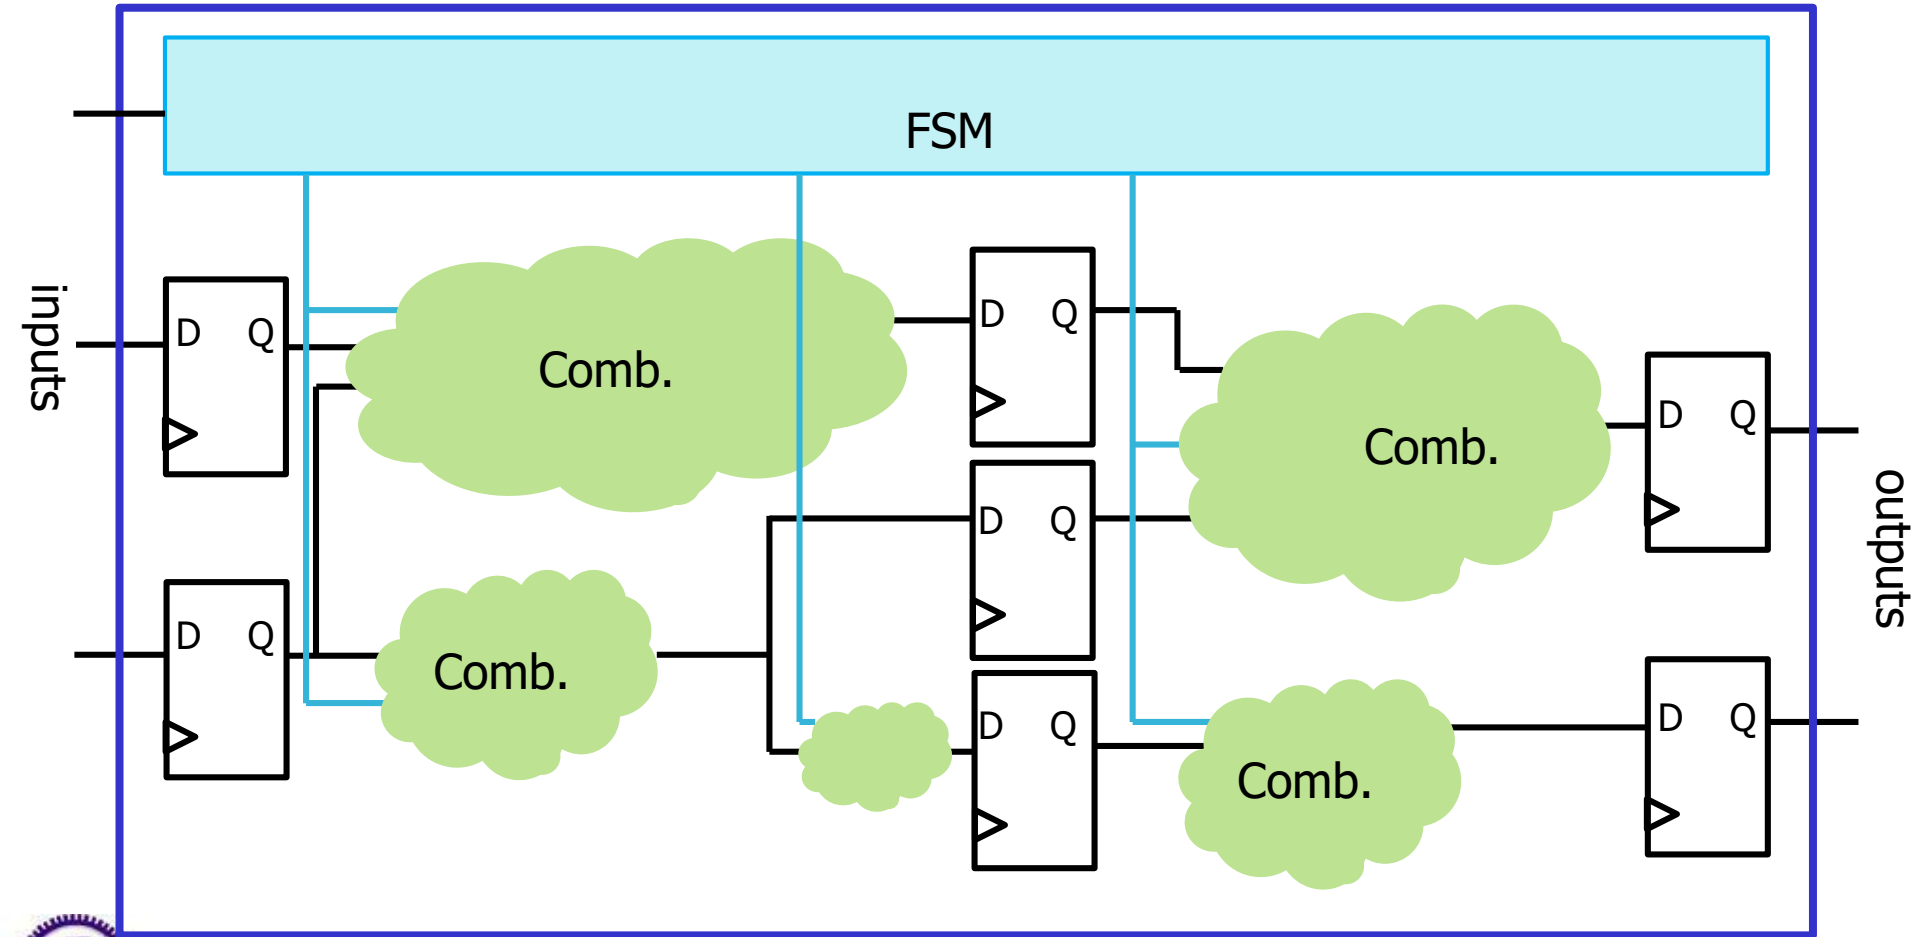 FSM
inputs
D Q
Comb.
D Q
Comb.
D Q
D Q
D Q
Comb.
D Q
Comb.
D Q
outputs